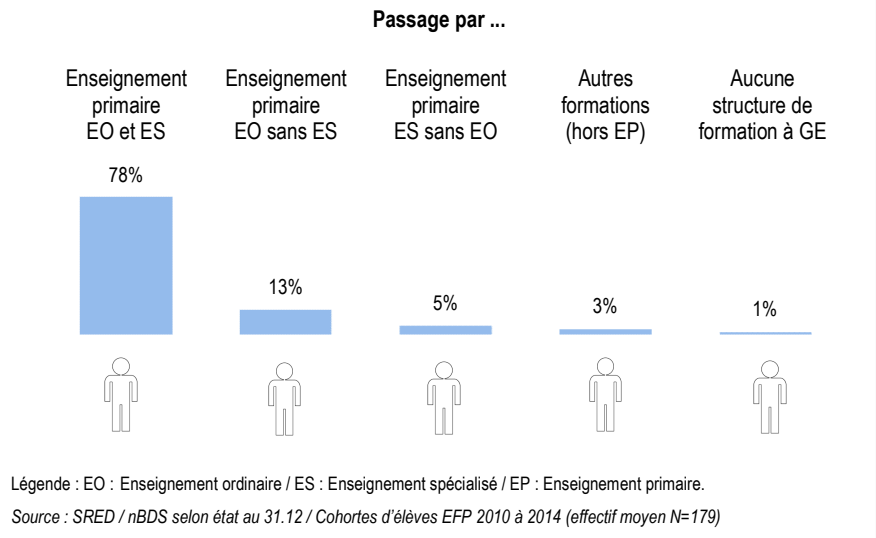 Passage par ...
Enseignement
primaire
EO et ES
Enseignement
primaire
EO sans ES
Enseignement
primaire
ES sans EO
Autres
formations
(hors EP)
Aucune
structure de
formation à GE
78%
13%
5%
3%
1%
Légende : EO : Enseignement ordinaire / ES : Enseignement spécialisé / EP : Enseignement primaire.
Source : SRED / nBDS selon état au 31.12 / Cohortes d'élèves EFP 2010 à 2014 (effectif moyen N=179)